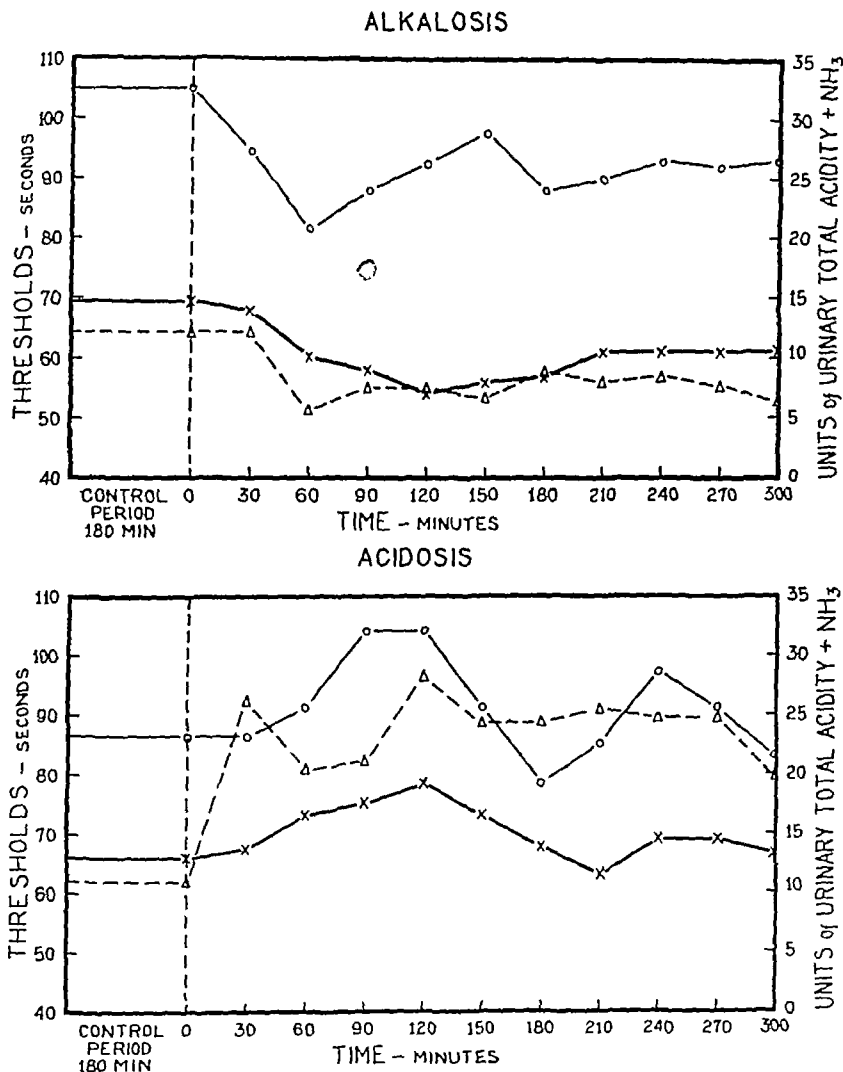 ALKALOSIS
110
100
90
80
70
60
50
40
THRESHOLDS – SECONDS
35
30
25
20
15
10
5
0
UNITS of URINARY TOTAL ACIDITY + NH3
CONTROL PERIOD 180 MIN
0 30 60 90 120 150 180 210 240 270 300
TIME – MINUTES
ACIDOSIS
110
100
90
80
70
60
50
40
THRESHOLDS – SECONDS
35
30
25
20
15
10
5
0
UNITS of URINARY TOTAL ACIDITY + NH3
CONTROL PERIOD 180 MIN
0 30 60 90 120 150 180 210 240 270 300
TIME – MINUTES